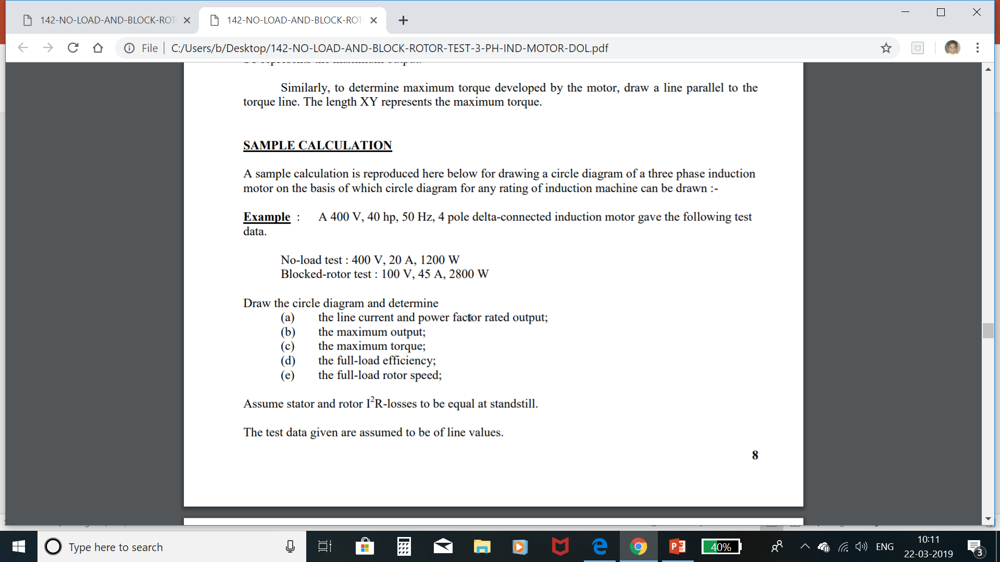 142-NO-LOAD-AND-BLOCK-ROT
142-NO-LOAD-AND-BLOCK-ROT
File
C:/Users/b/Desktop/142-NO-LOAD-AND-BLOCK-ROTOR-TEST-3-PH-IND-MOTOR-DOL.pdf
Similarly, to determine maximum torque developed by the motor, draw a line parallel to the
torque line. The length XY represents the maximum torque.
SAMPLE CALCULATION
A sample calculation is reproduced here below for drawing a circle diagram of a three phase induction
motor on the basis of which circle diagram for any rating of induction machine can be drawn :-
Example : A 400 V, 40 hp, 50 Hz, 4 pole delta-connected induction motor gave the following test
data.
No-load test : 400 V, 20 A, 1200 W
Blocked-rotor test : 100 V, 45 A, 2800 W
Draw the circle diagram and determine
(a) the line current and power factor rated output;
(b) the maximum output;
(c) the maximum torque;
(d) the full-load efficiency;
(e) the full-load rotor speed;
Assume stator and rotor I²R-losses to be equal at standstill.
The test data given are assumed to be of line values.
8
Type here to search
40%
ENG
10:11
22-03-2019
3